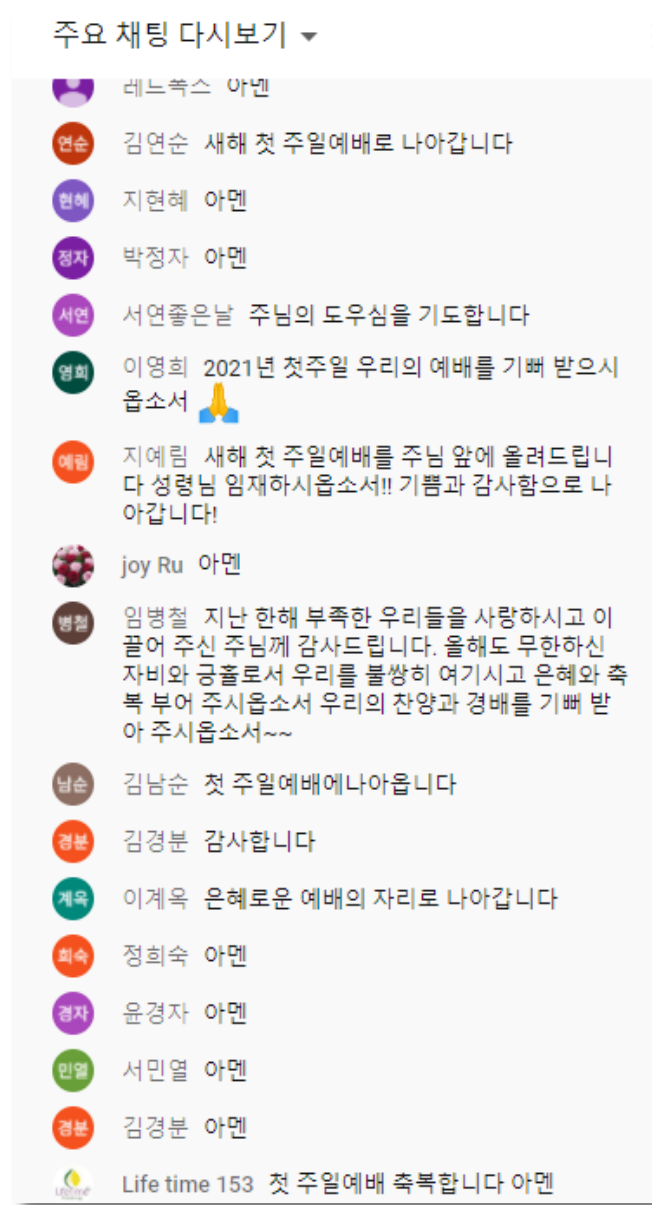 주요 채팅 다시보기
레드폭스 아멘
연순 김연순 새해 첫 주일예배로 나아갑니다
현혜 지현혜 아멘
정자 박정자 아멘
서연 서연좋은날 주님의 도우심을 기도합니다
영희 이영희 2021년 첫주일 우리의 예배를 기뻐 받으시
옵소서 🙏
예림 지예림 새해 첫 주일예배를 주님 앞에 올려드립니
다 성령님 임재하시옵소서!! 기쁨과 감사함으로 나
아갑니다!
joy Ru 아멘
병철 임병철 지난 한해 부족한 우리들을 사랑하시고 이
끌어 주신 주님께 감사드립니다. 올해도 무한하신
자비와 긍휼로서 우리를 불쌍히 여기시고 은혜와 축
복 부어 주시옵소서 우리의 찬양과 경배를 기뻐 받
아 주시옵소서~~
남순 김남순 첫 주일예배에나아옵니다
경분 김경분 감사합니다
계옥 이계옥 은혜로운 예배의 자리로 나아갑니다
희숙 정희숙 아멘
경자 윤경자 아멘
민열 서민열 아멘
경분 김경분 아멘
Lifetime Life time 153 첫 주일예배 축복합니다 아멘